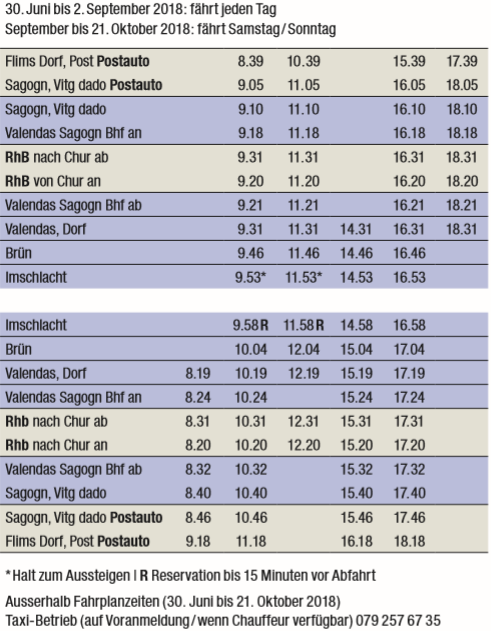 30. Juni bis 2. September 2018: fährt jeden Tag
September bis 21. Oktober 2018: fährt Samstag/Sonntag
Flims Dorf, Post Postauto 8.39 10.39 15.39 17.39
Sagogn, Vitg dado Postauto 9.05 11.05 16.05 18.05
Sagogn, Vitg dado 9.10 11.10 16.10 18.10
Valendas Sagogn Bhf an 9.18 11.18 16.18 18.18
RhB nach Chur ab 9.31 11.31 16.31 18.31
RhB von Chur an 9.20 11.20 16.20 18.20
Valendas Sagogn Bhf ab 9.21 11.21 16.21 18.21
Valendas, Dorf 9.31 11.31 14.31 16.31 18.31
Brün 9.46 11.46 14.46 16.46
Imschlacht 9.53* 11.53* 14.53 16.53
Imschlacht 9.58 R 11.58 R 14.58 16.58
Brün 10.04 12.04 15.04 17.04
Valendas, Dorf 8.19 10.19 12.19 15.19 17.19
Valendas Sagogn Bhf an 8.24 10.24 15.24 17.24
Rhb nach Chur ab 8.31 10.31 12.31 15.31 17.31
Rhb nach Chur an 8.20 10.20 12.20 15.20 17.20
Valendas Sagogn Bhf ab 8.32 10.32 15.32 17.32
Sagogn, Vitg dado 8.40 10.40 15.40 17.40
Sagogn, Vitg dado Postauto 8.46 10.46 15.46 17.46
Flims Dorf, Post Postauto 9.18 11.18 16.18 18.18
*Halt zum Aussteigen | R Reservation bis 15 Minuten vor Abfahrt
Ausserhalb Fahrplanzeiten (30. Juni bis 21. Oktober 2018)
Taxi-Betrieb (auf Voranmeldung/wenn Chauffeur verfügbar) 079 257 67 35